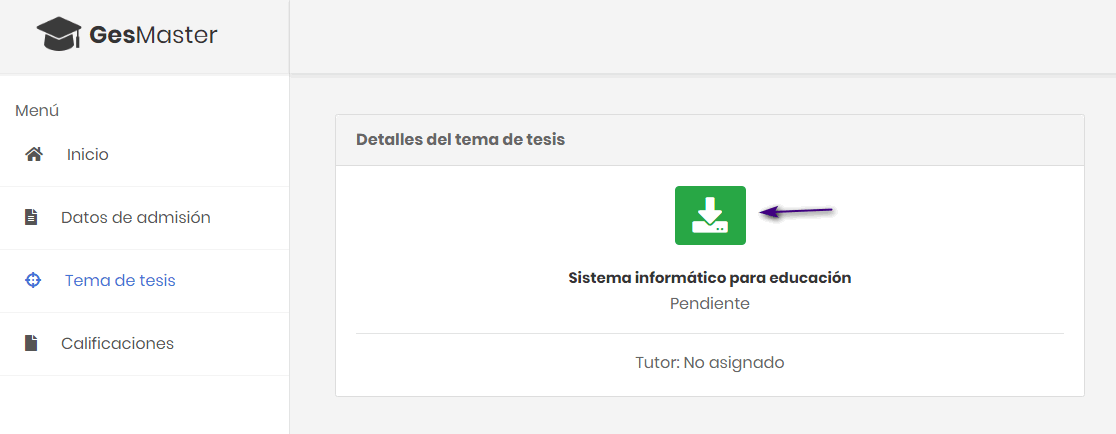 GesMaster
Menú
Inicio
Datos de admisión
Tema de tesis
Calificaciones
Detalles del tema de tesis
Sistema informático para educación
Pendiente
Tutor: No asignado